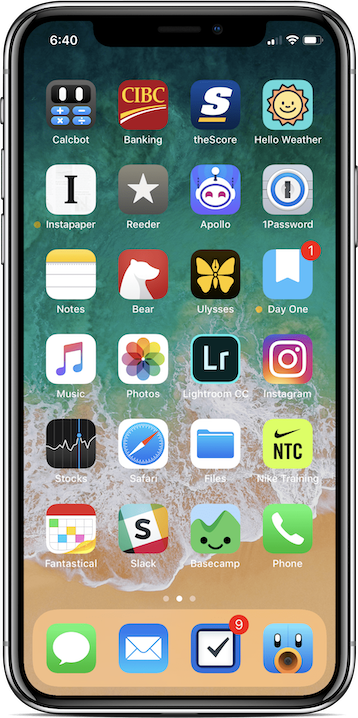 6:40
CIBC
S
Calcbot
Banking
theScore
Hello Weather
I
Instapaper
Reeder
Apollo
1Password
1
Notes
Bear
Ulysses
Day One
Lr
Music
Photos
Lightroom CC
Instagram
NTC
Stocks
Safari
Files
Nike Training
S
Fantastical
Slack
Basecamp
Phone
9